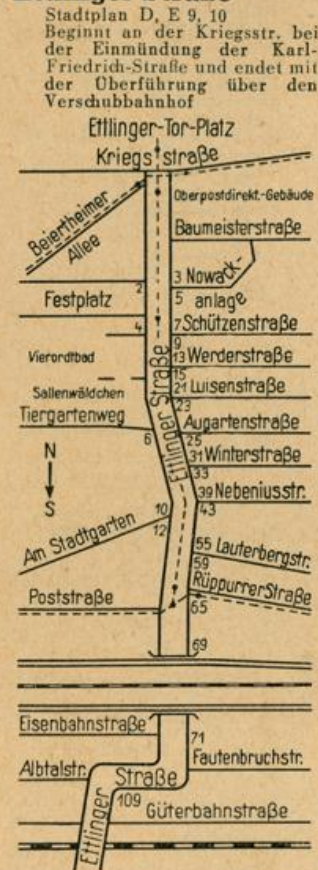 Stadtplan D, E 9, 10
Beginnt an der Kriegsstr. bei
der Einmündung der Karl-
Friedrich-Straße und endet mit
der Überführung über den
Verschubbahnhof
Ettlinger-Tor-Platz
Kriegsstraße
Oberpostdirekt.-Gebäude
Beiertheimer
Allee
Baumeisterstraße
2
3 Nowack-
5 anlage
Festplatz
4
7 Schützenstraße
9
Vierordtbad
13 Werderstraße
15
Sallenwäldchen
21 Luisenstraße
Tiergartenweg
23
Ettlinger Straße
Augartenstraße
6
25
31 Winterstraße
N
33
S
39 Nebeniusstr.
10
43
12
Am Stadtgarten
55 Lauterbergstr.
59
Poststraße
Rüppurrer Straße
65
69
Eisenbahnstraße
71
Fautenbruchstr.
Albtalstr.
Ettlinger Straße
109
Güterbahnstraße